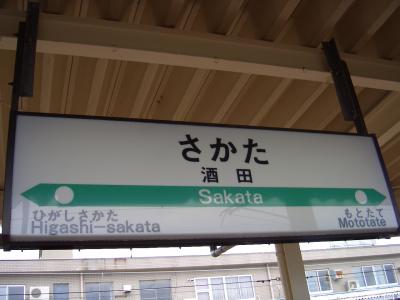 さかた
酒田
Sakata
ひがしさかた
Higashi-sakata
もとたて
Mototate